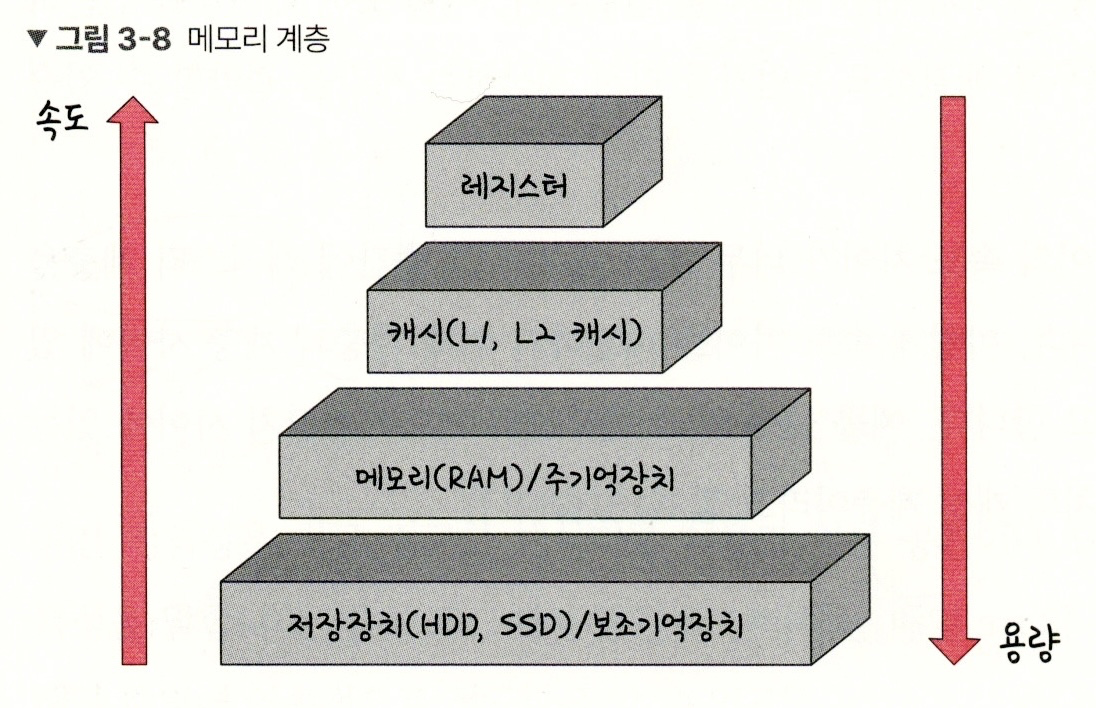 ▼ 그림 3-8 메모리 계층
속도
레지스터
캐시(L1, L2 캐시)
메모리(RAM)/주기억장치
저장장치(HDD, SSD)/보조기억장치
용량